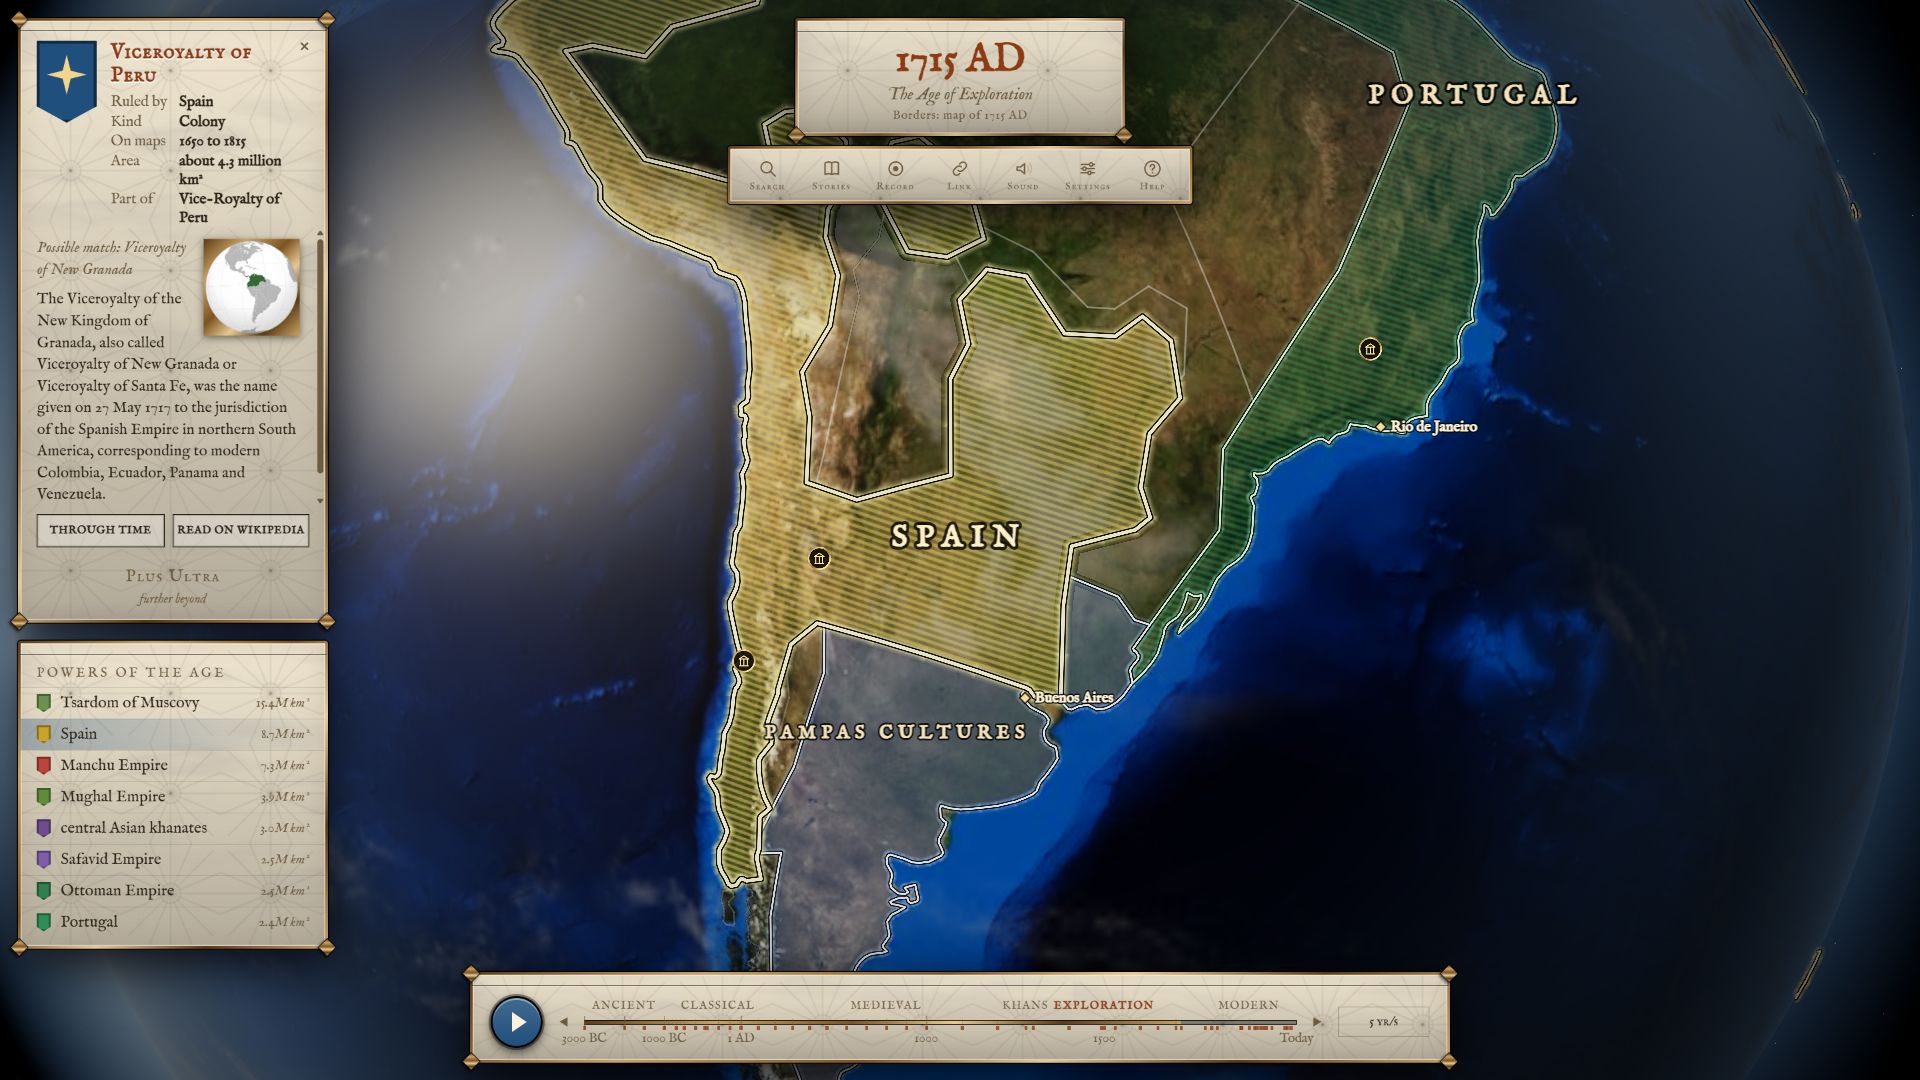 Viceroyalty of
Peru
Ruled by Spain
Kind Colony
On maps 1650 to 1815
Area about 4.3 million
km²
Part of Vice-Royalty of
Peru
Possible match: Viceroyalty
of New Granada
The Viceroyalty of the
New Kingdom of
Granada, also called
Viceroyalty of New Granada or
Viceroyalty of Santa Fe, was the name
given on 27 May 1717 to the jurisdiction
of the Spanish Empire in northern South
America, corresponding to modern
Colombia, Ecuador, Panama and
Venezuela.
THROUGH TIME READ ON WIKIPEDIA
Plus Ultra
further beyond
POWERS OF THE AGE
Tsardom of Muscovy 15.4M km²
Spain 8.7M km²
Manchu Empire 7.3M km²
Mughal Empire 3.9M km²
central Asian khanates 3.0M km²
Safavid Empire 2.5M km²
Ottoman Empire 2.5M km²
Portugal 2.4M km²
1715 AD
The Age of Exploration
Borders: map of 1715 AD
Search Stories Record Link Sound Settings Help
PORTUGAL
Rio de Janeiro
SPAIN
Buenos Aires
PAMPAS CULTURES
ANCIENT CLASSICAL MEDIEVAL KHANS EXPLORATION MODERN
3000 BC 1000 BC 1 AD 1000 1500 Today
5 YR/S